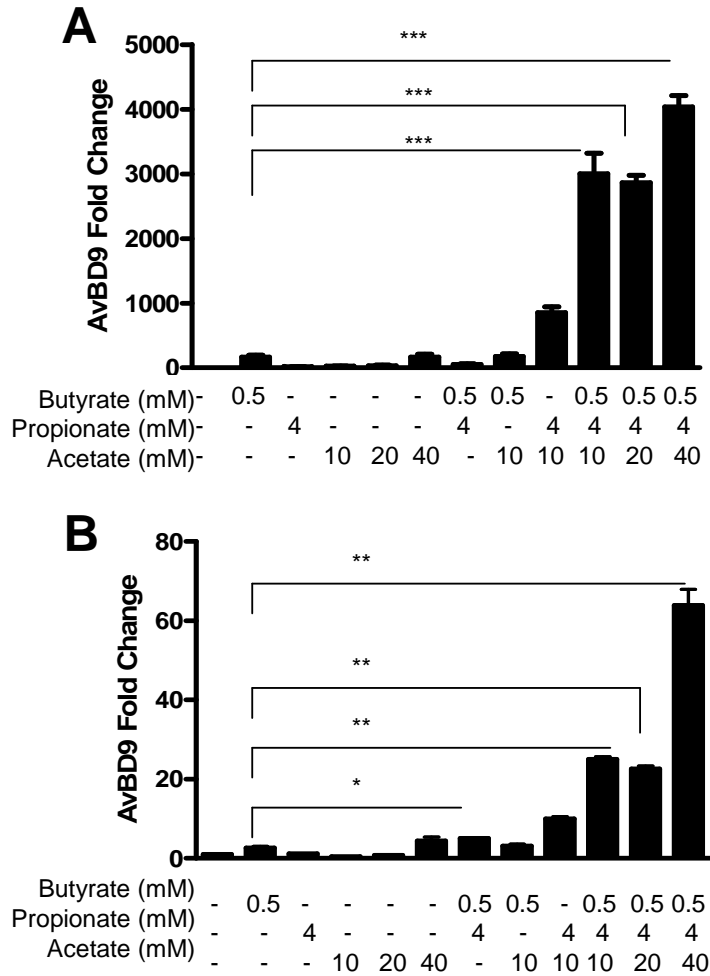 A
***
5000
***
4000
***
3000
2000
1000
0
AvBD9 Fold Change
Butyrate (mM)- 0.5 - - - - 0.5 0.5 - 0.5 0.5 0.5
Propionate (mM)- - 4 - - - 4 - 4 4 4 4
Acetate (mM)- - - 10 20 40 - 10 10 10 20 40
B
80
**
60
**
40
**
20
*
0
AvBD9 Fold Change
Butyrate (mM) - 0.5 - - - - 0.5 0.5 - 0.5 0.5 0.5
Propionate (mM) - - 4 - - - 4 - 4 4 4 4
Acetate (mM) - - - 10 20 40 - 10 10 10 20 40